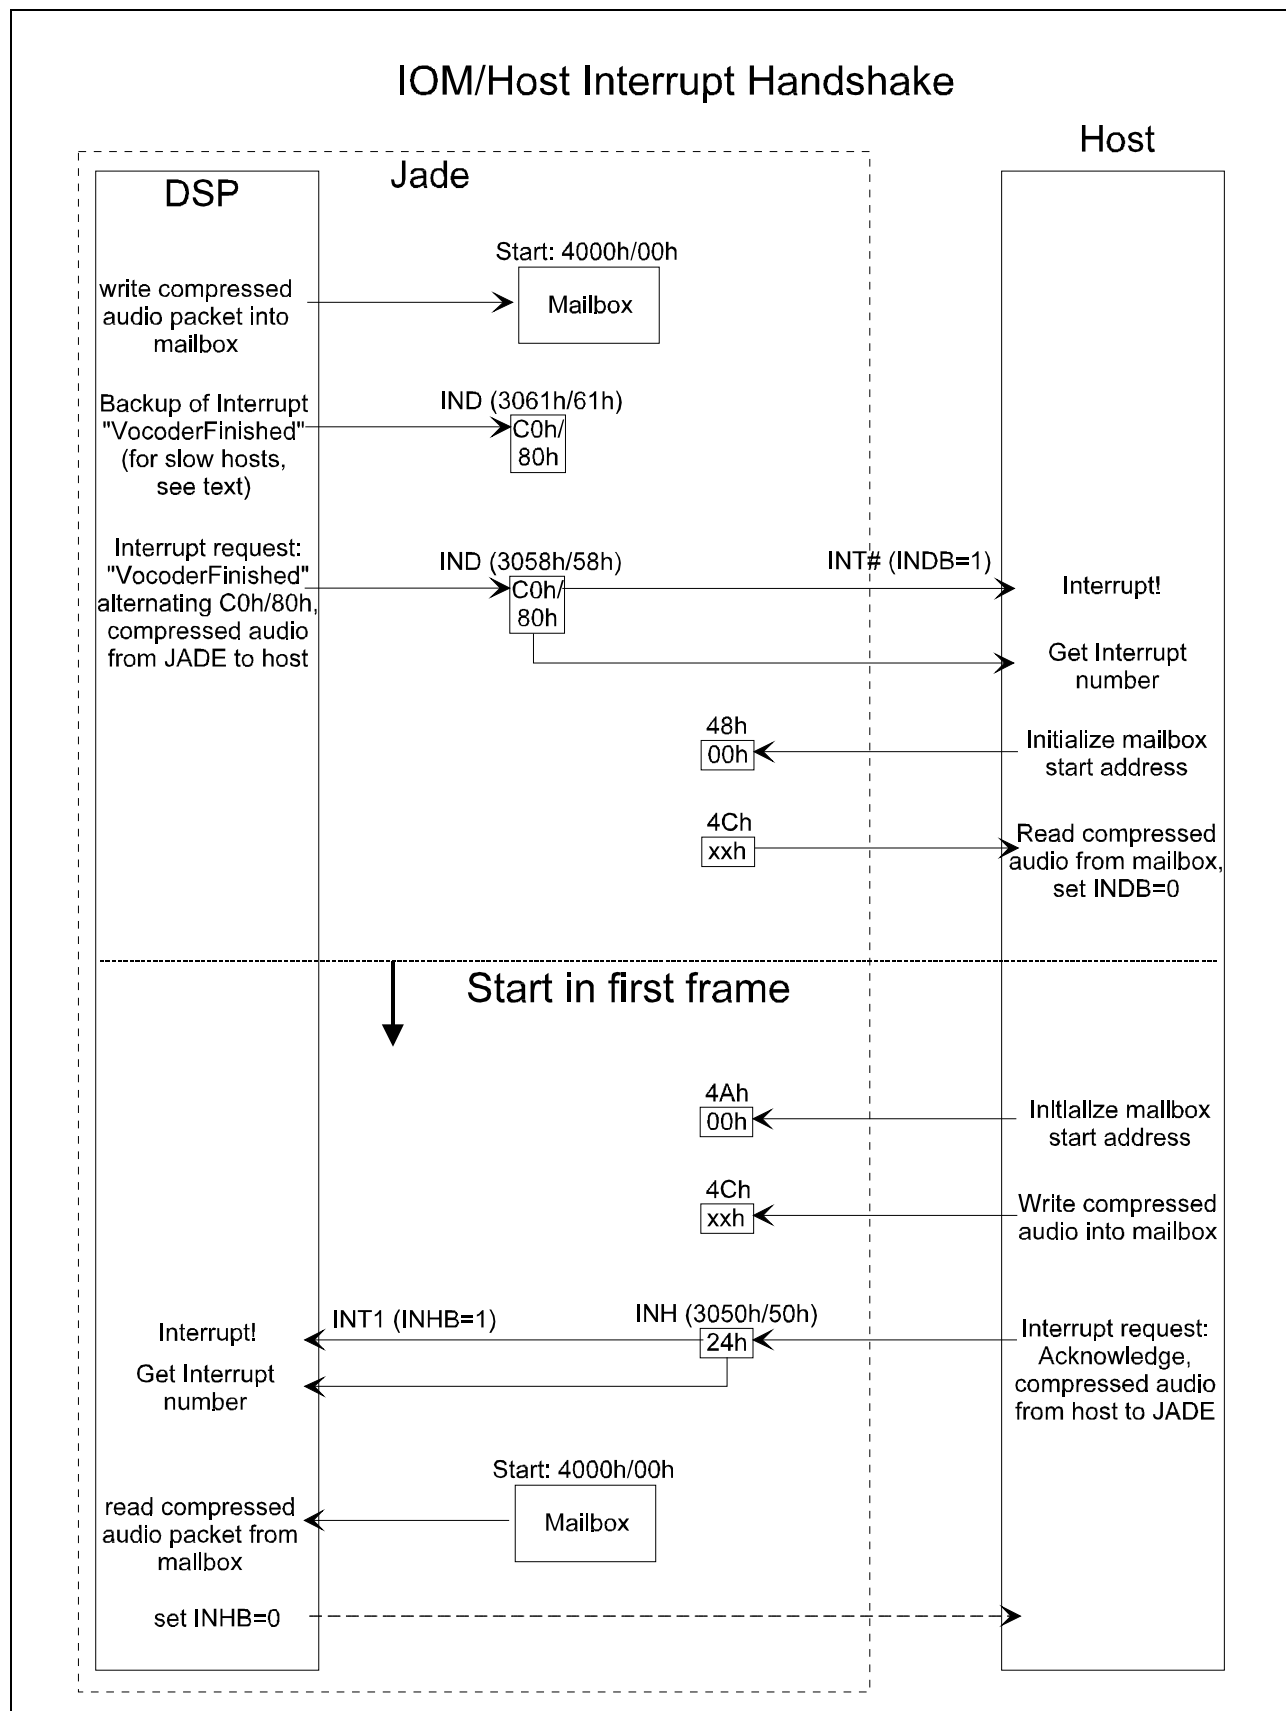 IOM/Host Interrupt Handshake
Host
Jade
DSP
Start: 4000h/00h
write compressed
audio packet into
mailbox
Mailbox
Backup of Interrupt
"VocoderFinished"
(for slow hosts,
see text)
IND (3061h/61h)
C0h/
80h
Interrupt request:
"VocoderFinished"
alternating C0h/80h,
compressed audio
from JADE to host
IND (3058h/58h)
C0h/
80h
INT# (INDB=1)
Interrupt!
Get Interrupt
number
48h
00h
Initialize mailbox
start address
4Ch
xxh
Read compressed
audio from mailbox,
set INDB=0
Start in first frame
4Ah
00h
Initialize mailbox
start address
4Ch
xxh
Write compressed
audio into mailbox
Interrupt!
INT1 (INHB=1)
INH (3050h/50h)
24h
Interrupt request:
Acknowledge,
compressed audio
from host to JADE
Get Interrupt
number
Start: 4000h/00h
read compressed
audio packet from
mailbox
Mailbox
set INHB=0